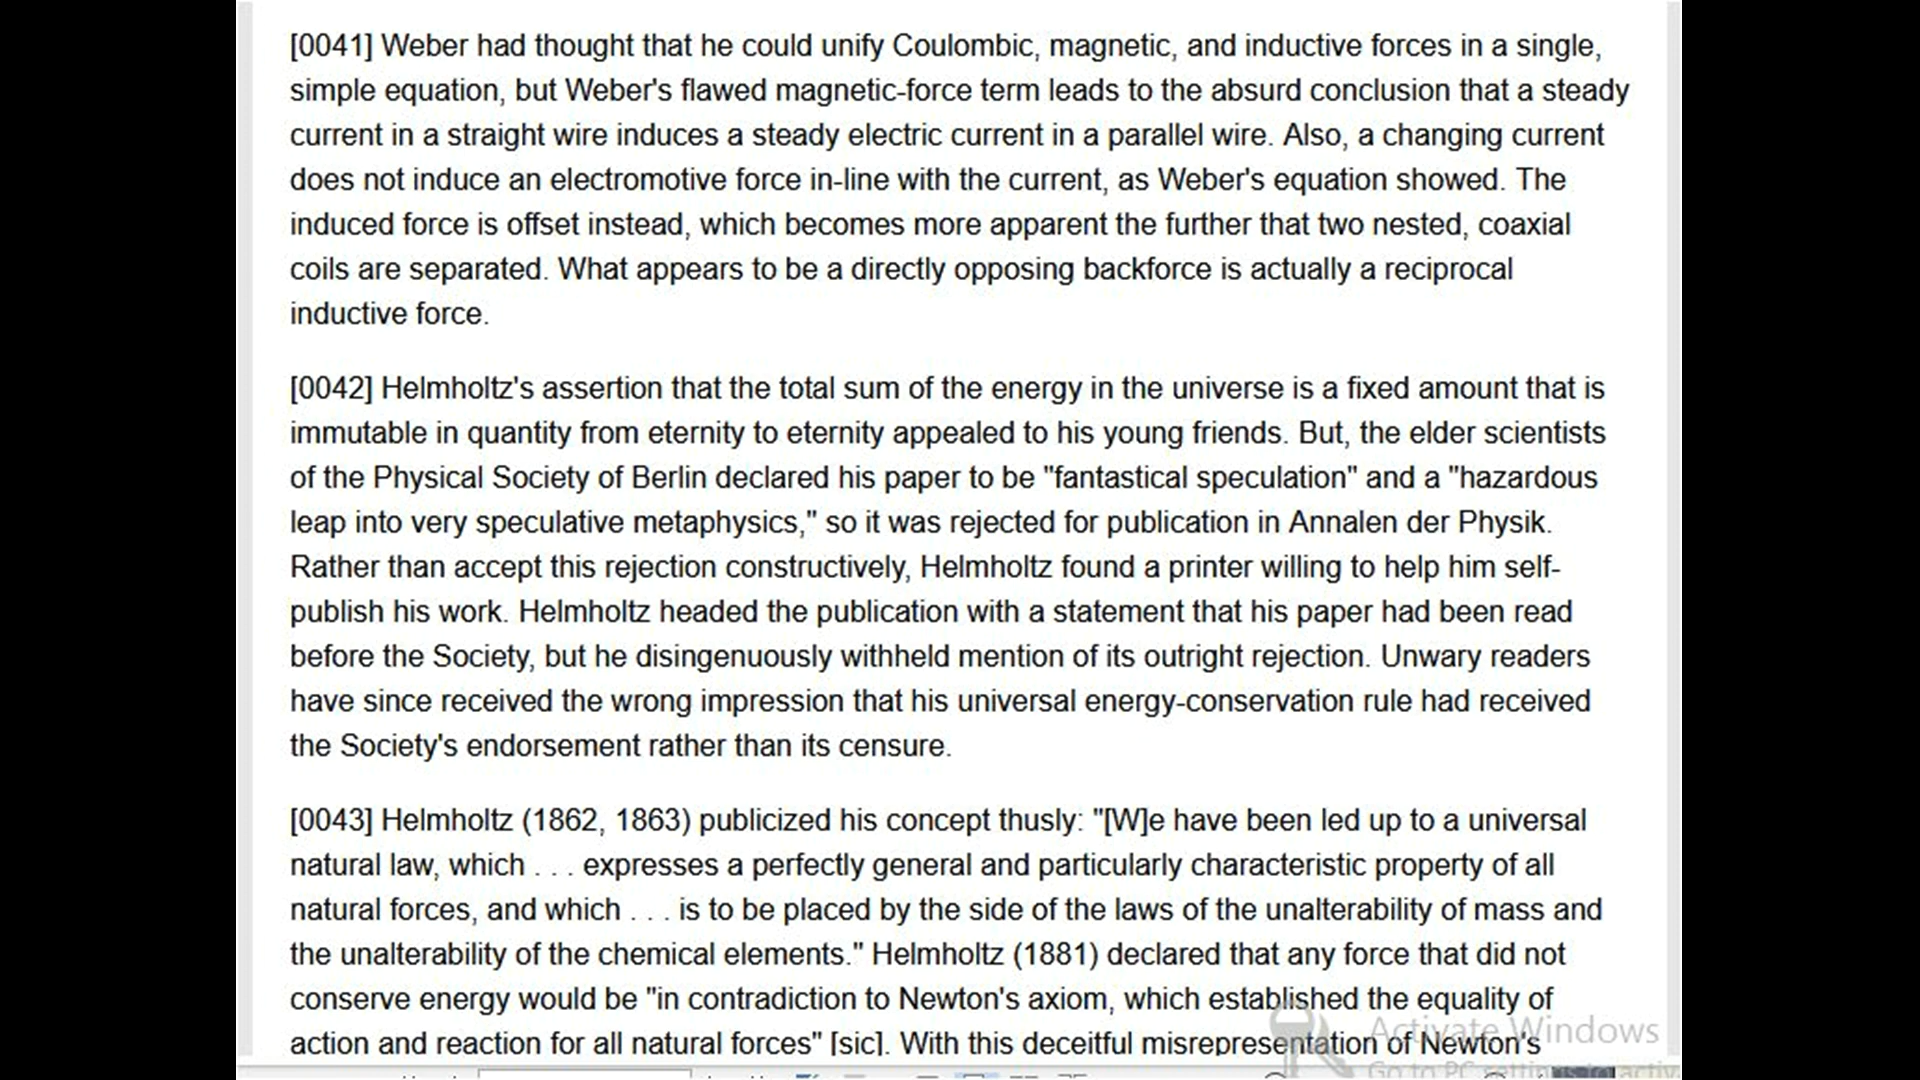 [0041] Weber had thought that he could unify Coulombic, magnetic, and inductive forces in a single,
simple equation, but Weber's flawed magnetic-force term leads to the absurd conclusion that a steady
current in a straight wire induces a steady electric current in a parallel wire. Also, a changing current
does not induce an electromotive force in-line with the current, as Weber's equation showed. The
induced force is offset instead, which becomes more apparent the further that two nested, coaxial
coils are separated. What appears to be a directly opposing backforce is actually a reciprocal
inductive force.
[0042] Helmholtz's assertion that the total sum of the energy in the universe is a fixed amount that is
immutable in quantity from eternity to eternity appealed to his young friends. But, the elder scientists
of the Physical Society of Berlin declared his paper to be "fantastical speculation" and a "hazardous
leap into very speculative metaphysics," so it was rejected for publication in Annalen der Physik.
Rather than accept this rejection constructively, Helmholtz found a printer willing to help him self-
publish his work. Helmholtz headed the publication with a statement that his paper had been read
before the Society, but he disingenuously withheld mention of its outright rejection. Unwary readers
have since received the wrong impression that his universal energy-conservation rule had received
the Society's endorsement rather than its censure.
[0043] Helmholtz (1862, 1863) publicized his concept thusly: "[W]e have been led up to a universal
natural law, which . . . expresses a perfectly general and particularly characteristic property of all
natural forces, and which . . . is to be placed by the side of the laws of the unalterability of mass and
the unalterability of the chemical elements." Helmholtz (1881) declared that any force that did not
conserve energy would be "in contradiction to Newton's axiom, which established the equality of
action and reaction for all natural forces" [sic]. With this deceitful misrepresentation of Newton's
Activate Windows
Go to PC settings to activ